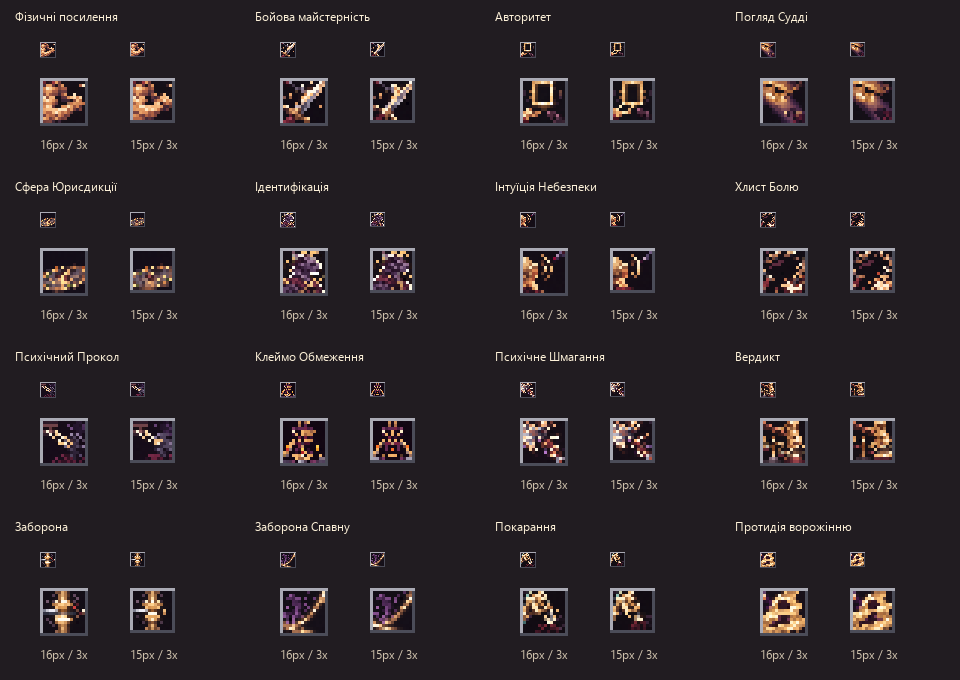 Фізичні посилення Бойова майстерність Авторитет Погляд Судді
16px / 3x 15px / 3x 16px / 3x 15px / 3x 16px / 3x 15px / 3x 16px / 3x 15px / 3x
Сфера Юрисдикції Ідентифікація Інтуїція Небезпеки Хлист Болю
16px / 3x 15px / 3x 16px / 3x 15px / 3x 16px / 3x 15px / 3x 16px / 3x 15px / 3x
Психічний Прокол Клеймо Обмеження Психічне Шмагання Вердикт
16px / 3x 15px / 3x 16px / 3x 15px / 3x 16px / 3x 15px / 3x 16px / 3x 15px / 3x
Заборона Заборона Спавну Покарання Протидія ворожінню
16px / 3x 15px / 3x 16px / 3x 15px / 3x 16px / 3x 15px / 3x 16px / 3x 15px / 3x